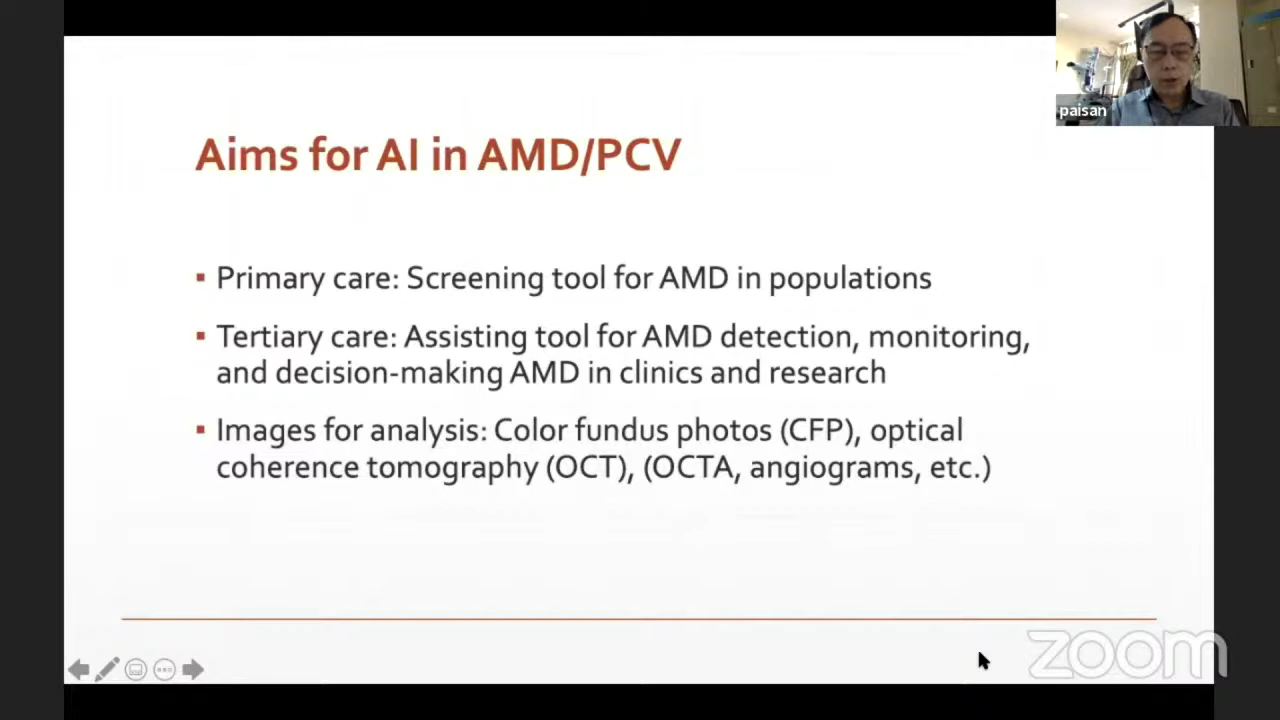 paisan
Aims for AI in AMD/PCV
▪ Primary care: Screening tool for AMD in populations
▪ Tertiary care: Assisting tool for AMD detection, monitoring,
and decision-making AMD in clinics and research
▪ Images for analysis: Color fundus photos (CFP), optical
coherence tomography (OCT), (OCTA, angiograms, etc.)
zoom